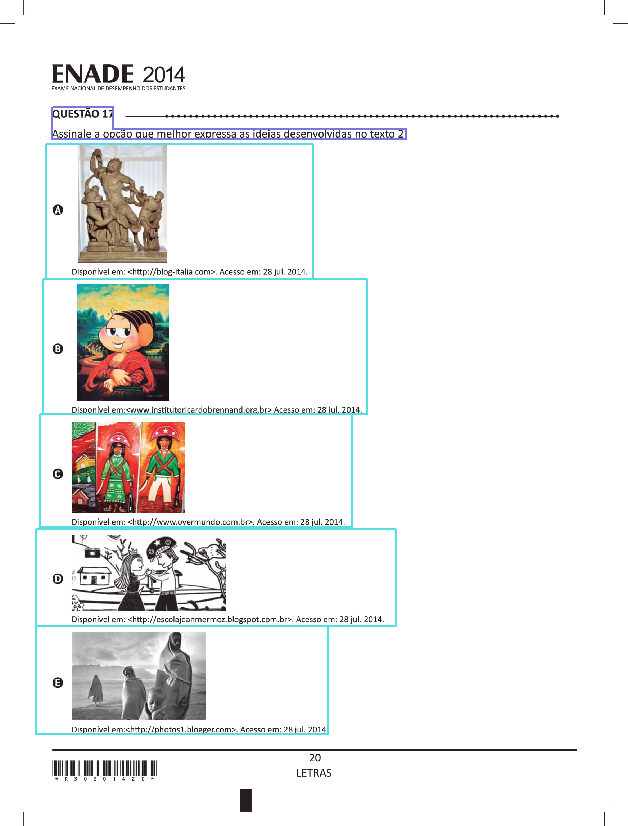 ENADE 2014
EXAME NACIONAL DE DESEMPENHO DOS ESTUDANTES
QUESTÃO 17
Assinale a opção que melhor expressa as ideias desenvolvidas no texto 2
A
Disponível em: <http://blog-italia.com>. Acesso em: 28 jul. 2014.
B
Disponível em:<www.institutoricardobrennand.org.br> Acesso em: 28 jul. 2014.
C
Disponível em: <http://www.overmundo.com.br>. Acesso em: 28 jul. 2014.
D
Disponível em: <http://escolajeanmermoz.blogspot.com.br>. Acesso em: 28 jul. 2014.
E
Disponível em:<http://photos1.blogger.com>. Acesso em: 28 jul. 2014
20
LETRAS